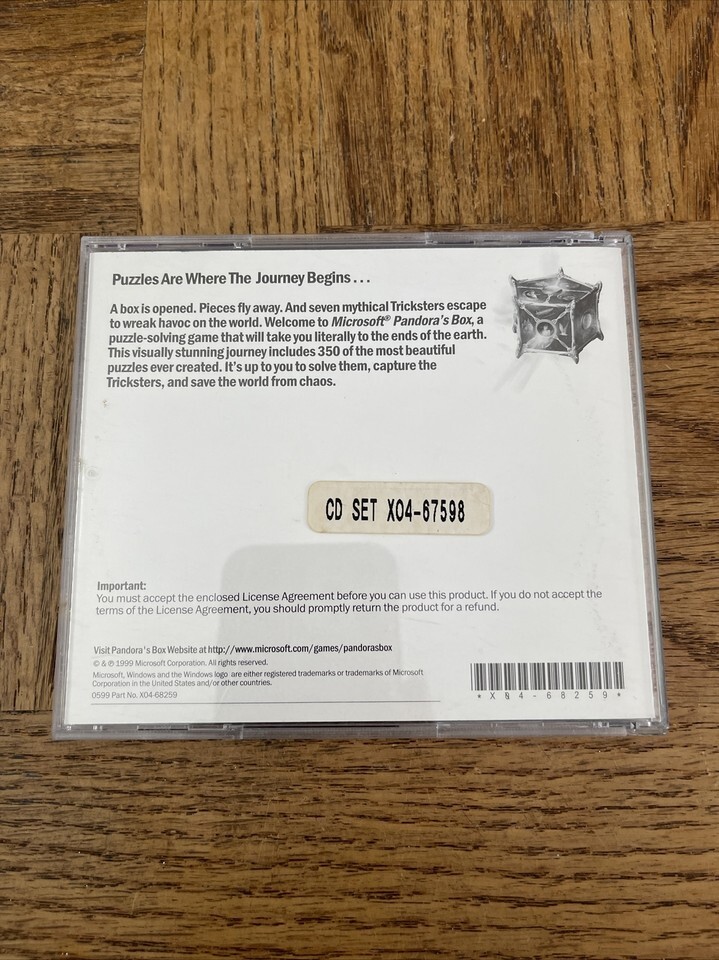 Puzzles Are Where The Journey Begins . . .
A box is opened. Pieces fly away. And seven mythical Tricksters escape
to wreak havoc on the world. Welcome to Microsoft® Pandora's Box, a
puzzle-solving game that will take you literally to the ends of the earth.
This visually stunning journey includes 350 of the most beautiful
puzzles ever created. It's up to you to solve them, capture the
Tricksters, and save the world from chaos.
CD SET X04-67598
Important:
You must accept the enclosed License Agreement before you can use this product. If you do not accept the
terms of the License Agreement, you should promptly return the product for a refund.
Visit Pandora's Box Website at http://www.microsoft.com/games/pandorasbox
© & ℗ 1999 Microsoft Corporation. All rights reserved.
Microsoft, Windows and the Windows logo are either registered trademarks or trademarks of Microsoft
Corporation in the United States and/or other countries.
0599 Part No. X04-68259
* X 0 4 - 6 8 2 5 9 *